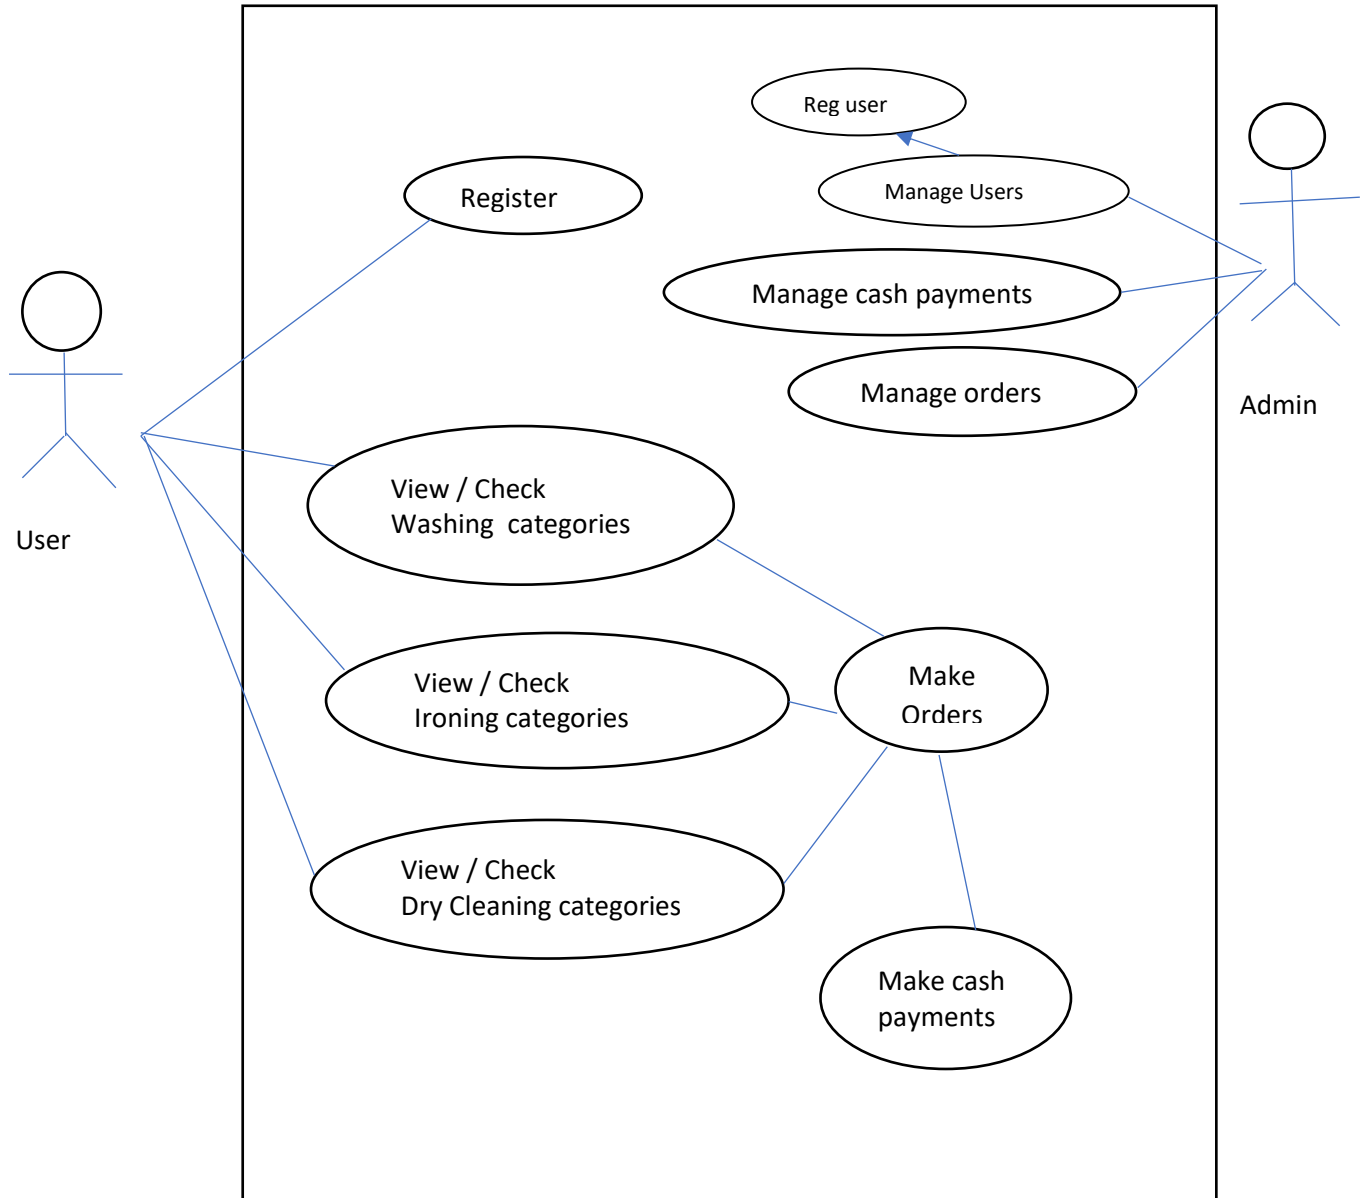 Reg user
Manage Users
Register
Manage cash payments
Manage orders
Admin
User
View / Check
Washing  categories
View / Check
Ironing categories
Make
Orders
View / Check
Dry Cleaning categories
Make cash
payments